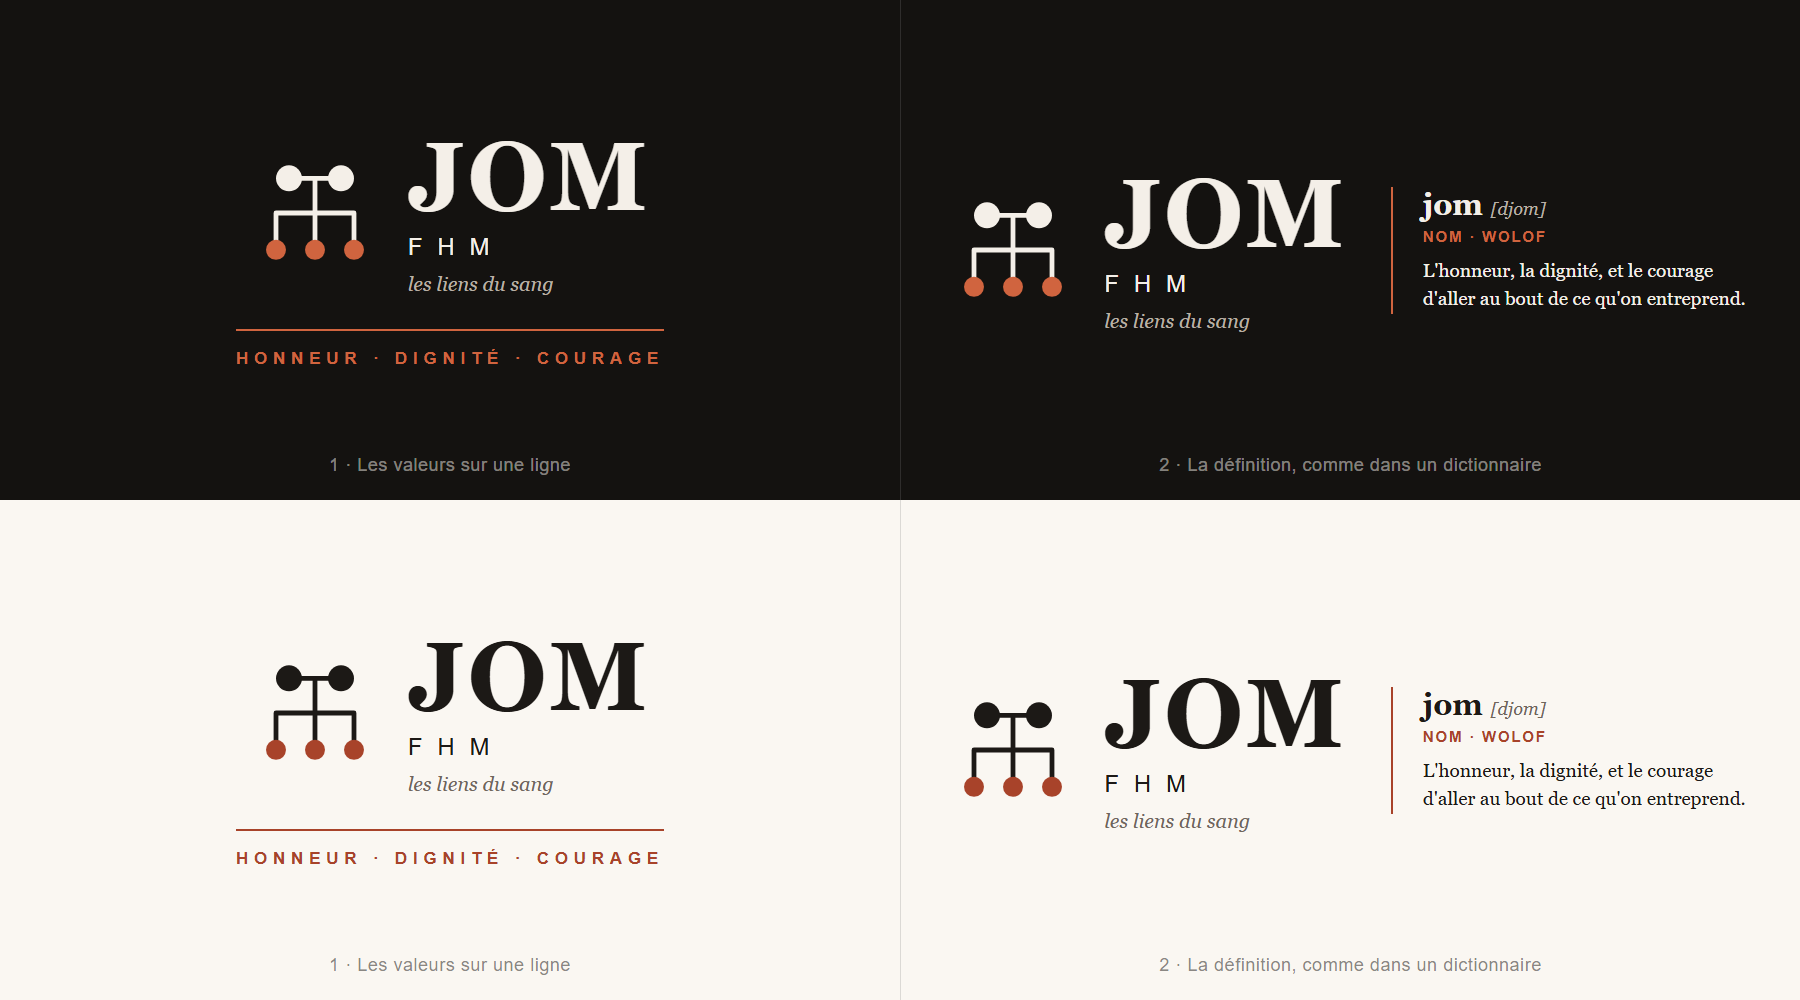 JOM
F H M
les liens du sang
HONNEUR · DIGNITÉ · COURAGE
1 · Les valeurs sur une ligne
JOM
F H M
les liens du sang
jom [djom]
NOM · WOLOF
L'honneur, la dignité, et le courage
d'aller au bout de ce qu'on entreprend.
2 · La définition, comme dans un dictionnaire
JOM
F H M
les liens du sang
HONNEUR · DIGNITÉ · COURAGE
1 · Les valeurs sur une ligne
JOM
F H M
les liens du sang
jom [djom]
NOM · WOLOF
L'honneur, la dignité, et le courage
d'aller au bout de ce qu'on entreprend.
2 · La définition, comme dans un dictionnaire